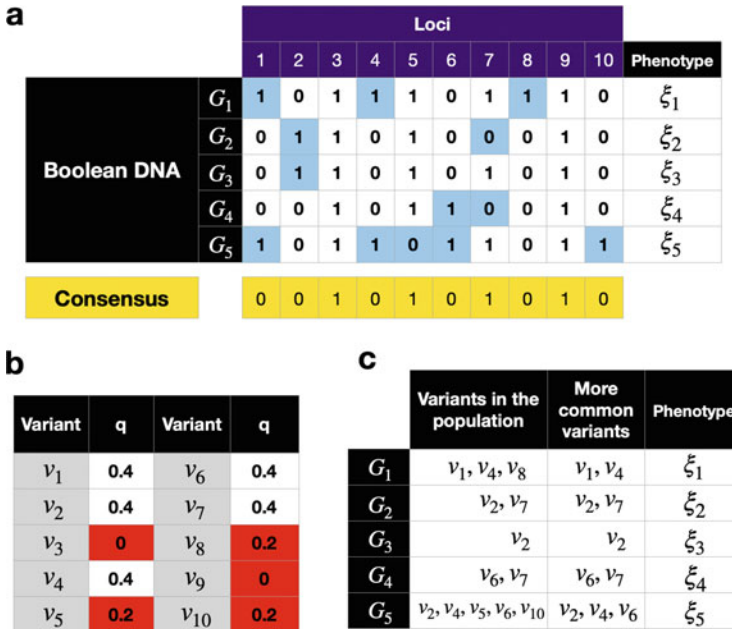 a
Loci
1 2 3 4 5 6 7 8 9 10 Phenotype
Boolean DNA
G₁ 1 0 1 1 1 0 1 1 1 0 ξ₁
G₂ 0 1 1 0 1 0 0 0 1 0 ξ₂
G₃ 0 1 1 0 1 0 1 0 1 0 ξ₃
G₄ 0 0 1 0 1 1 0 0 1 0 ξ₄
G₅ 1 0 1 1 0 1 1 0 1 1 ξ₅
Consensus 0 0 1 0 1 0 1 0 1 0
b
Variant q Variant q
v₁ 0.4 v₆ 0.4
v₂ 0.4 v₇ 0.4
v₃ 0 v₈ 0.2
v₄ 0.4 v₉ 0
v₅ 0.2 v₁₀ 0.2
c
Variants in the population More common variants Phenotype
G₁ v₁, v₄, v₈ v₁, v₄ ξ₁
G₂ v₂, v₇ v₂, v₇ ξ₂
G₃ v₂ v₂ ξ₃
G₄ v₆, v₇ v₆, v₇ ξ₄
G₅ v₂, v₄, v₅, v₆, v₁₀ v₂, v₄, v₆ ξ₅